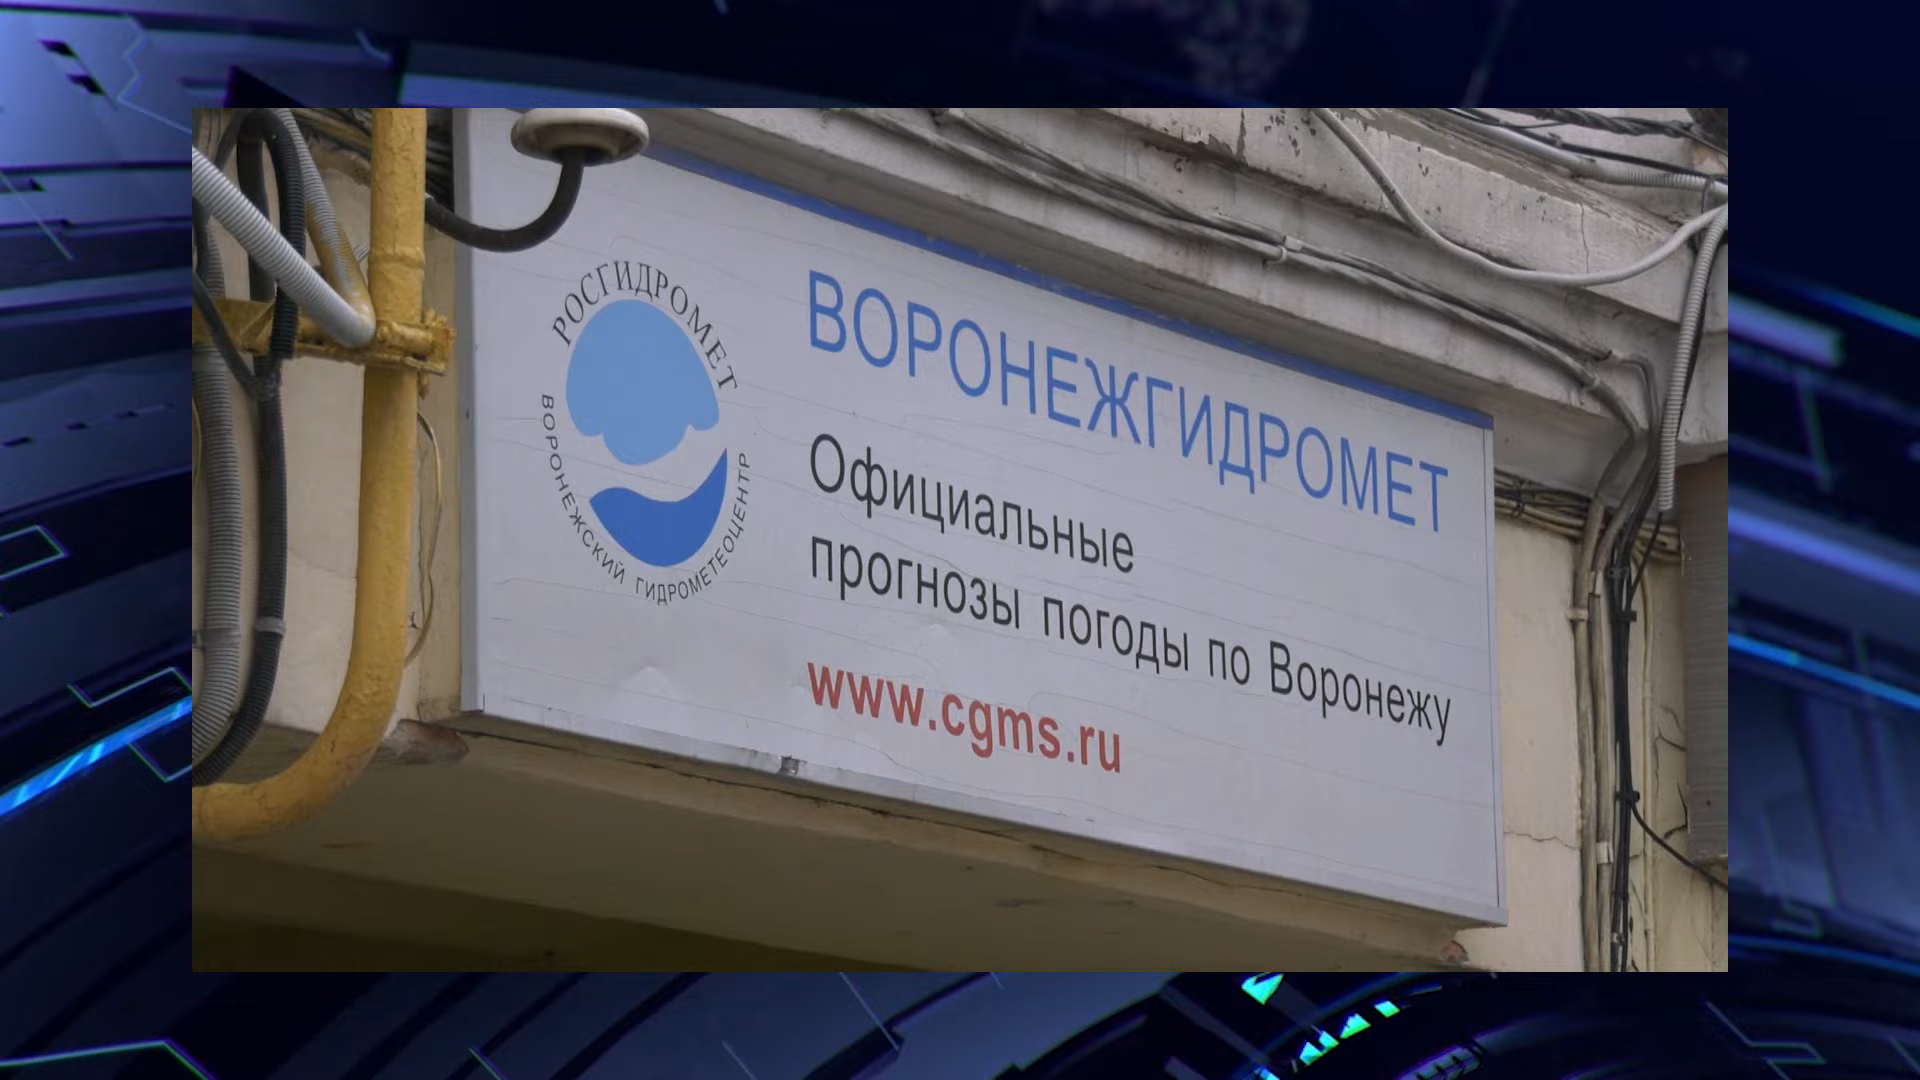 РОСГИДРОМЕТ
ВОРОНЕЖСКИЙ ГИДРОМЕТЕОЦЕНТР
ВОРОНЕЖГИДРОМЕТ
Официальные
прогнозы погоды по Воронежу
www.cgms.ru